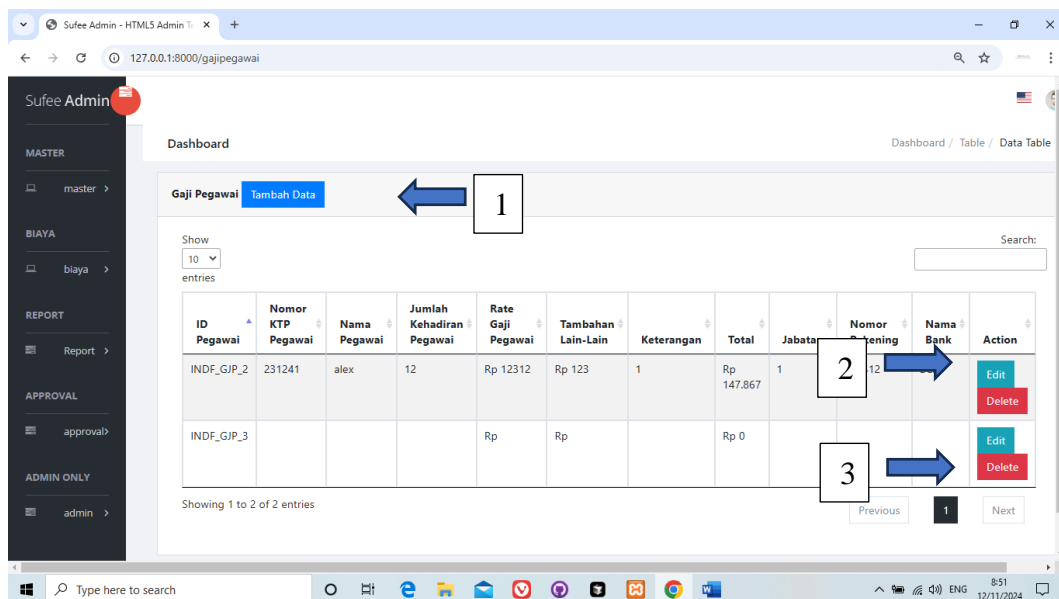 Sufee Admin - HTML5 Admin Te
127.0.0.1:8000/gajipegawai
Sufee Admin
Dashboard
Dashboard / Table / Data Table
MASTER
master
Gaji Pegawai Tambah Data
1
BIAYA
biaya
Show
10
entries
Search:
REPORT
Report
ID Pegawai Nomor KTP Pegawai Nama Pegawai Jumlah Kehadiran Pegawai Rate Gaji Pegawai Tambahan Lain-Lain Keterangan Total Jabatan Nomor Nama Bank Action
INDF_GJP_2 231241 alex 12 Rp 12312 Rp 123 1 Rp 147.867 1 Edit
Delete
2
APPROVAL
approval
INDF_GJP_3 Rp Rp Rp 0 Edit
Delete
3
ADMIN ONLY
admin
Showing 1 to 2 of 2 entries
Previous 1 Next
Type here to search
ENG
8:51
12/11/2024